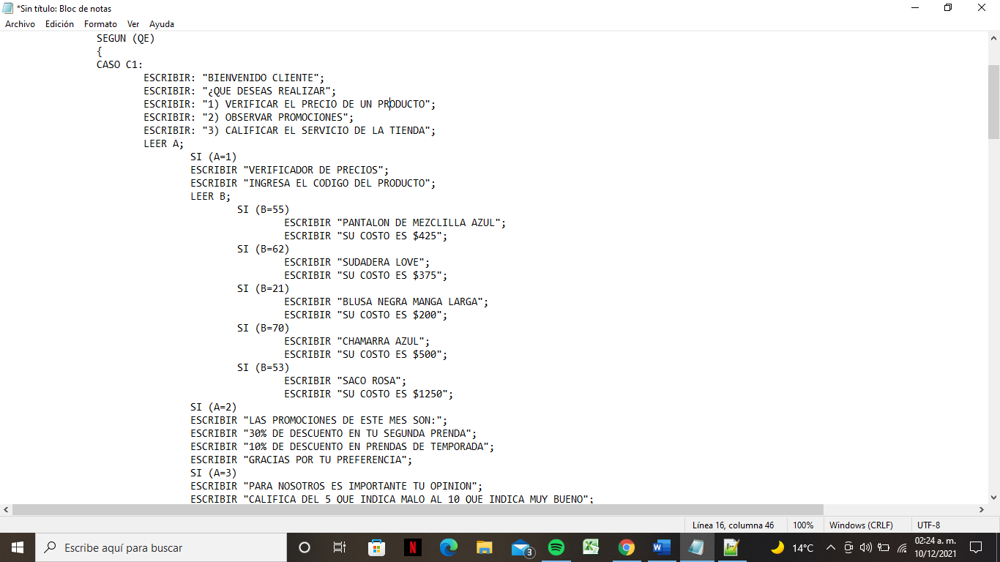 *Sin título: Bloc de notas
Archivo Edición Formato Ver Ayuda
SEGUN (QE)
{
CASO C1:
ESCRIBIR: "BIENVENIDO CLIENTE";
ESCRIBIR: "¿QUE DESEAS REALIZAR";
ESCRIBIR: "1) VERIFICAR EL PRECIO DE UN PRODUCTO";
ESCRIBIR: "2) OBSERVAR PROMOCIONES";
ESCRIBIR: "3) CALIFICAR EL SERVICIO DE LA TIENDA";
LEER A;
SI (A=1)
ESCRIBIR "VERIFICADOR DE PRECIOS";
ESCRIBIR "INGRESA EL CODIGO DEL PRODUCTO";
LEER B;
SI (B=55)
ESCRIBIR "PANTALON DE MEZCLILLA AZUL";
ESCRIBIR "SU COSTO ES $425";
SI (B=62)
ESCRIBIR "SUDADERA LOVE";
ESCRIBIR "SU COSTO ES $375";
SI (B=21)
ESCRIBIR "BLUSA NEGRA MANGA LARGA";
ESCRIBIR "SU COSTO ES $200";
SI (B=70)
ESCRIBIR "CHAMARRA AZUL";
ESCRIBIR "SU COSTO ES $500";
SI (B=53)
ESCRIBIR "SACO ROSA";
ESCRIBIR "SU COSTO ES $1250";
SI (A=2)
ESCRIBIR "LAS PROMOCIONES DE ESTE MES SON:";
ESCRIBIR "30% DE DESCUENTO EN TU SEGUNDA PRENDA";
ESCRIBIR "10% DE DESCUENTO EN PRENDAS DE TEMPORADA";
ESCRIBIR "GRACIAS POR TU PREFERENCIA";
SI (A=3)
ESCRIBIR "PARA NOSOTROS ES IMPORTANTE TU OPINION";
ESCRIBIR "CALIFICA DEL 5 QUE INDICA MALO AL 10 QUE INDICA MUY BUENO";
Línea 16, columna 46 100% Windows (CRLF) UTF-8
Escribe aquí para buscar 3 14°C 02:24 a. m.
10/12/2021